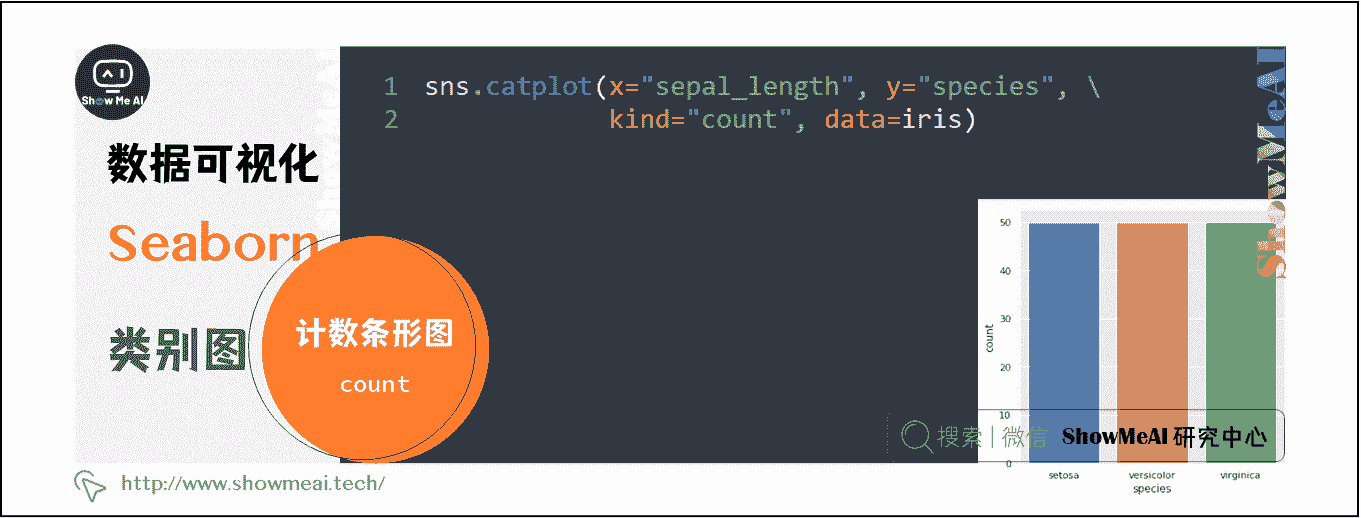 Show Me AI
数据可视化
Seaborn
类别图
计数条形图
count
1 sns.catplot(x="sepal_length", y="species", \
2 kind="count", data=iris)
ShowMeAI
50
40
30
20
10
0
count
setosa versicolor virginica
species
搜索 | 微信 ShowMeAI 研究中心
http://www.showmeai.tech/